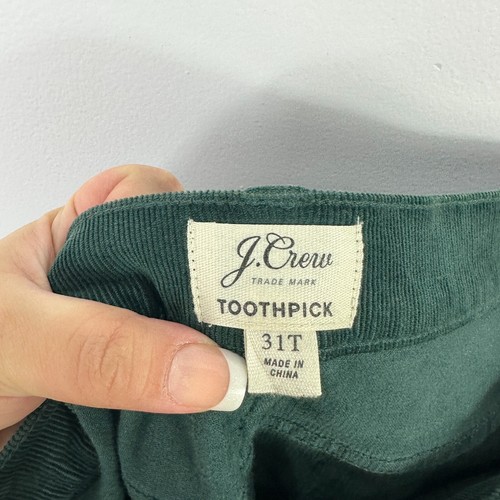 J.Crew
TRADE MARK
TOOTHPICK
31T
MADE IN
CHINA